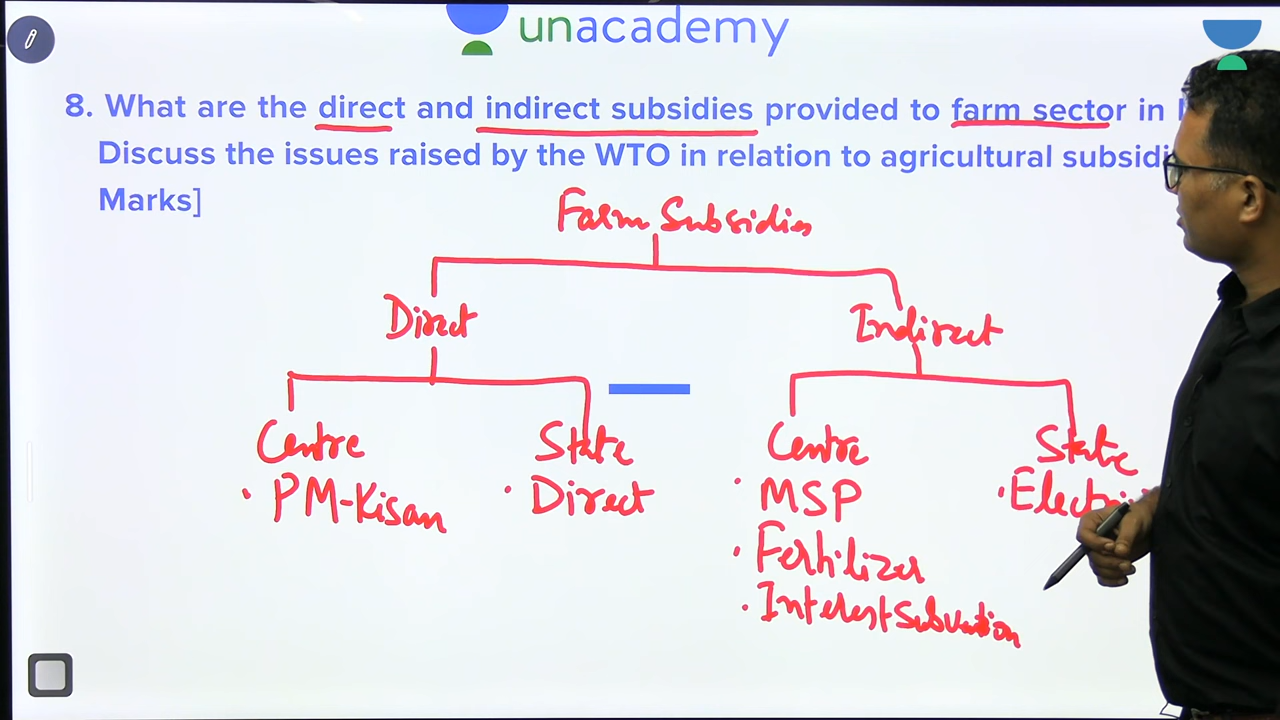 unacademy
8. What are the direct and indirect subsidies provided to farm sector in
Discuss the issues raised by the WTO in relation to agricultural
Marks]
Farm Subsidies
Direct
Indirect
Centre
State
Centre
State
· PM-Kisan
· Direct
· MSP
· Fertilizer
· Interest Subvention